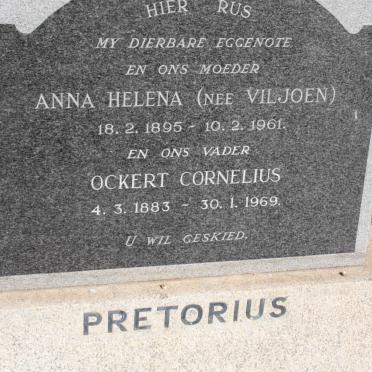 HIER RUS
MY DIERBARE EGGENOTE
EN ONS MOEDER
ANNA HELENA (NEE VILJOEN)
18. 2. 1895 - 10. 2. 1961.
EN ONS VADER
OCKERT CORNELIUS
4. 3. 1883 - 30. 1. 1969.
U WIL GESKIED.
PRETORIUS